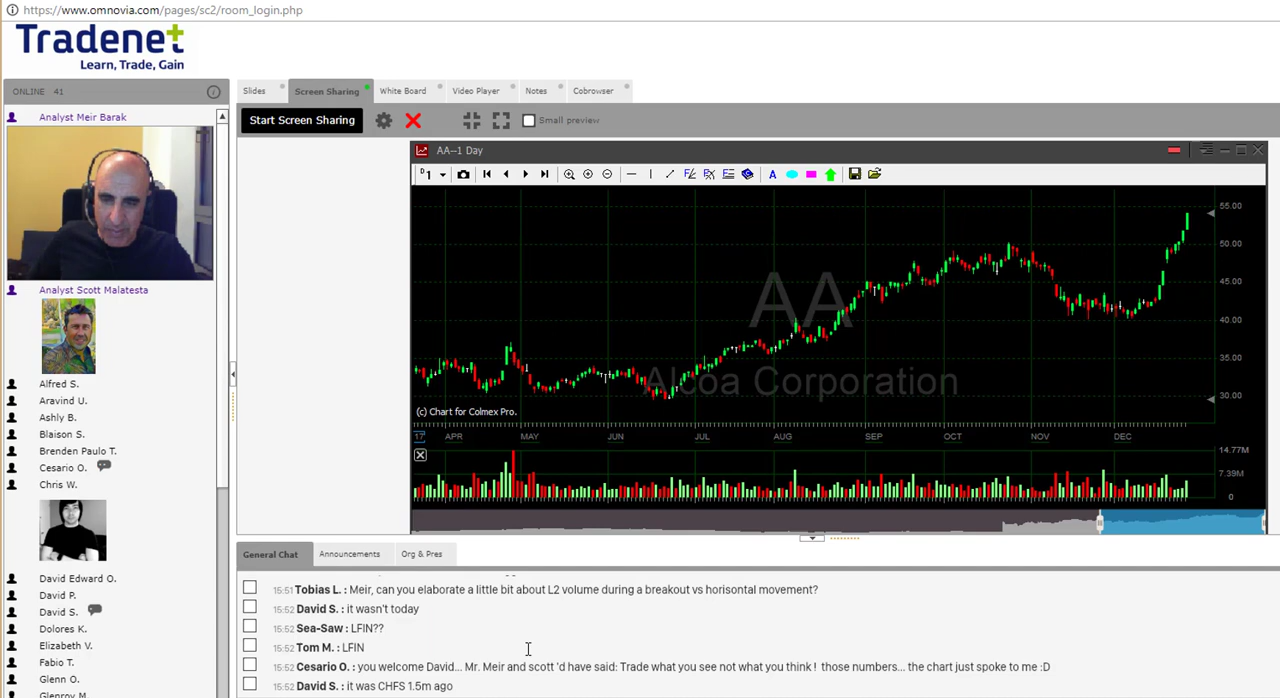 https://www.omnovia.com/pages/sc2/room_login.php
Tradenet
Learn, Trade, Gain
ONLINE 41
Slides
Screen Sharing
White Board
Video Player
Notes
Cobrowser
Analyst Meir Barak
Start Screen Sharing
Small preview
AA--1 Day
D1
A
55.00
50.00
45.00
40.00
35.00
30.00
AA
Alcoa Corporation
(c) Chart for Colmex Pro.
17 APR MAY JUN JUL AUG SEP OCT NOV DEC
14.77M
7.39M
0
Analyst Scott Malatesta
Alfred S.
Aravind U.
Ashly B.
Blaison S.
Brenden Paulo T.
Cesario O.
Chris W.
David Edward O.
David P.
David S.
Dolores K.
Elizabeth V.
Fabio T.
Glenn O.
Glenroy M.
General Chat
Announcements
Org & Pres
15:51 Tobias L. : Meir, can you elaborate a little bit about L2 volume during a breakout vs horisontal movement?
15:52 David S. : it wasn't today
15:52 Sea-Saw : LFIN??
15:52 Tom M. : LFIN
15:52 Cesario O. : you welcome David... Mr. Meir and scott 'd have said: Trade what you see not what you think ! those numbers... the chart just spoke to me :D
15:52 David S. : it was CHFS 1.5m ago